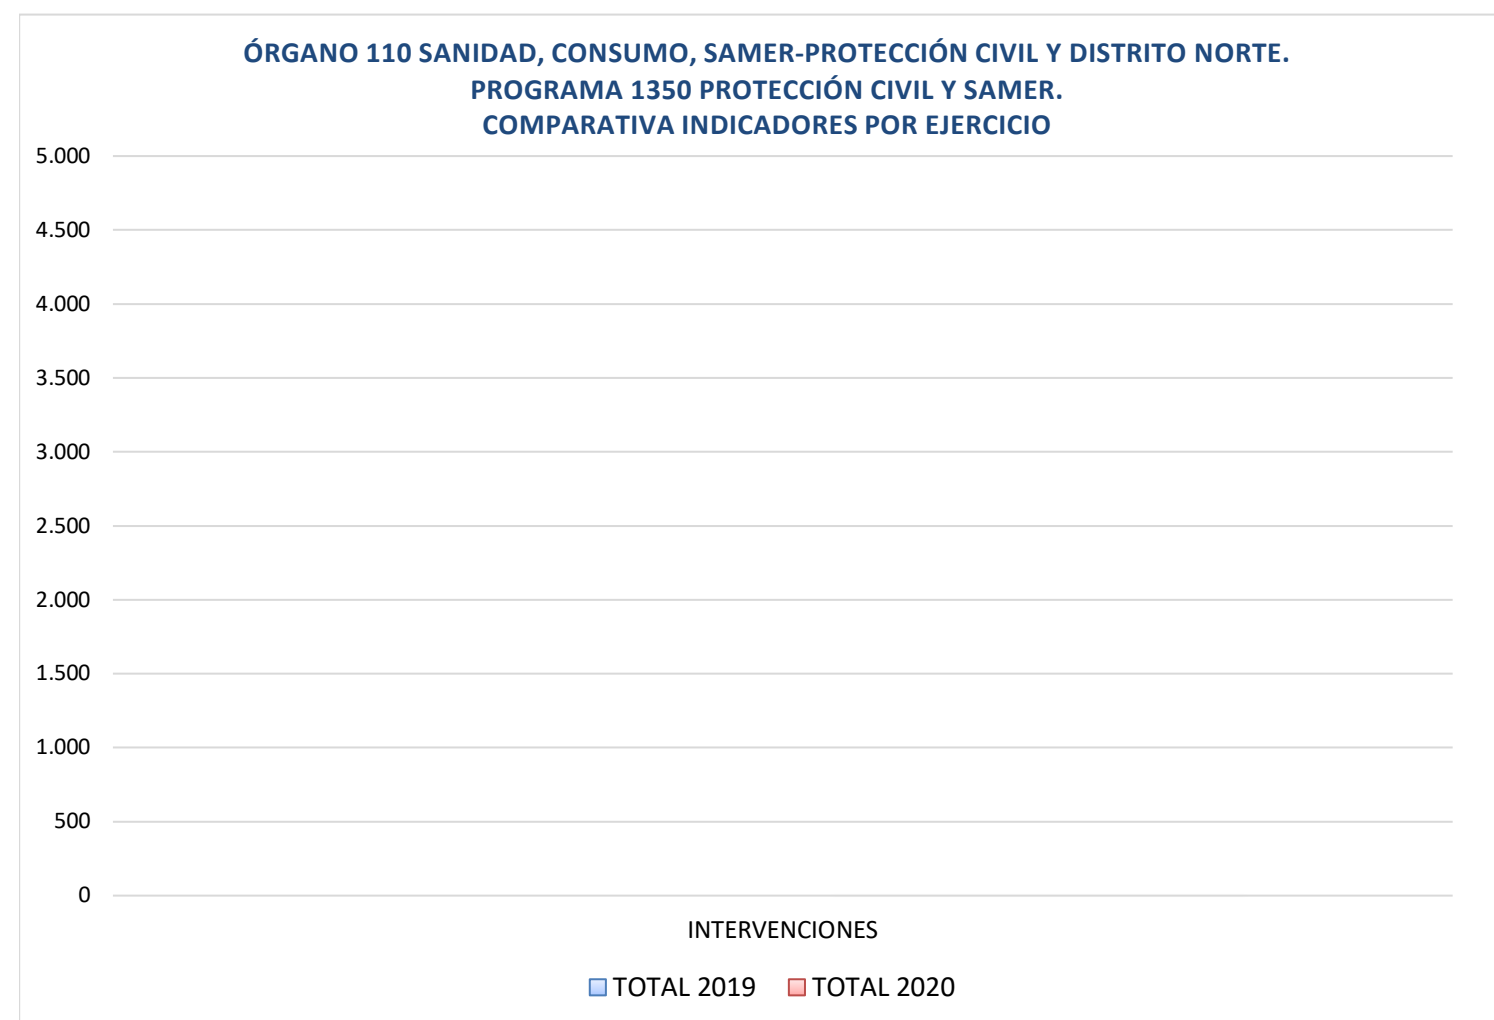 ÓRGANO 110 SANIDAD, CONSUMO, SAMER-PROTECCIÓN CIVIL Y DISTRITO NORTE.
PROGRAMA 1350 PROTECCIÓN CIVIL Y SAMER.
COMPARATIVA INDICADORES POR EJERCICIO
5.000
4.500
4.000
3.500
3.000
2.500
2.000
1.500
1.000
500
0
INTERVENCIONES
TOTAL 2019 TOTAL 2020